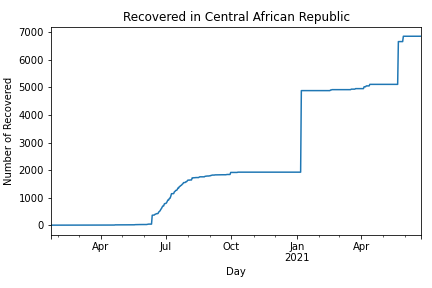 Recovered in Central African Republic
Number of Recovered
7000
6000
5000
4000
3000
2000
1000
0
Apr
Jul
Oct
Jan
2021
Apr
Day